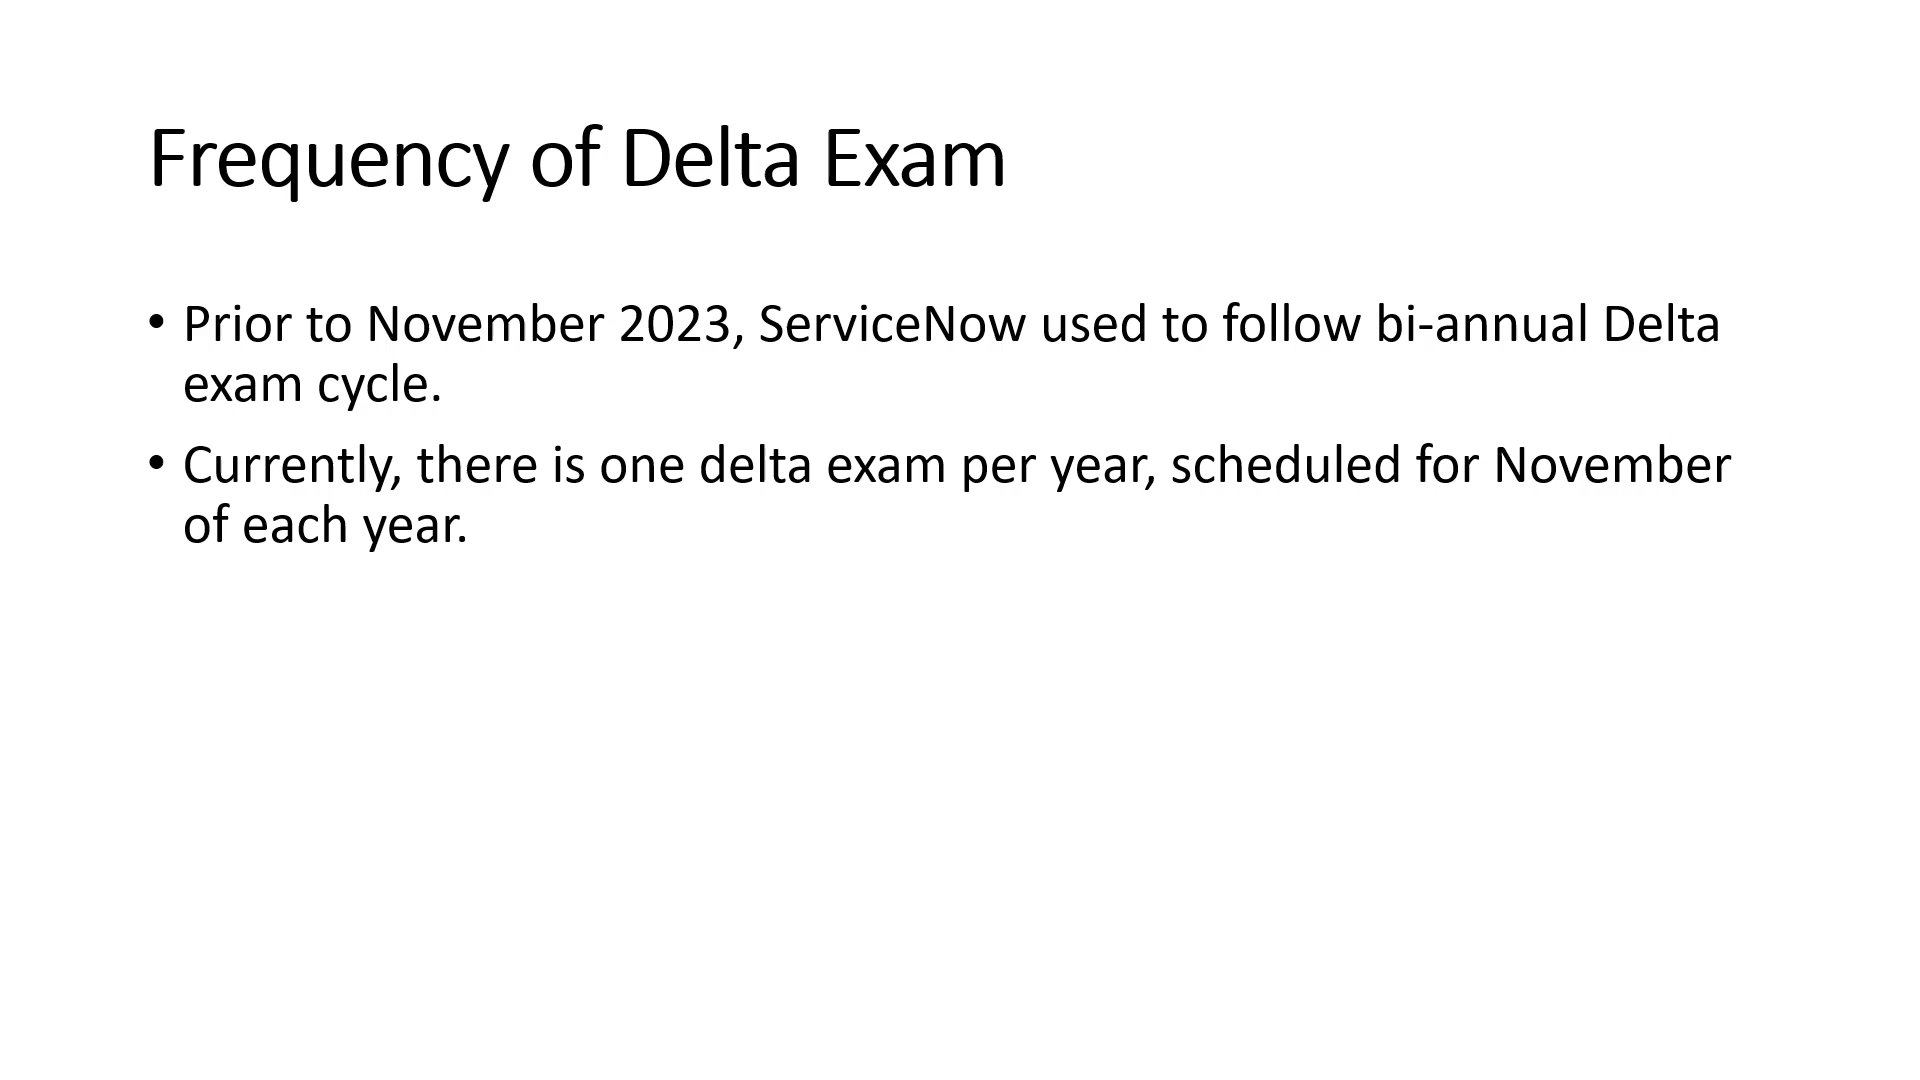 Frequency of Delta Exam
• Prior to November 2023, ServiceNow used to follow bi-annual Delta
exam cycle.
• Currently, there is one delta exam per year, scheduled for November
of each year.